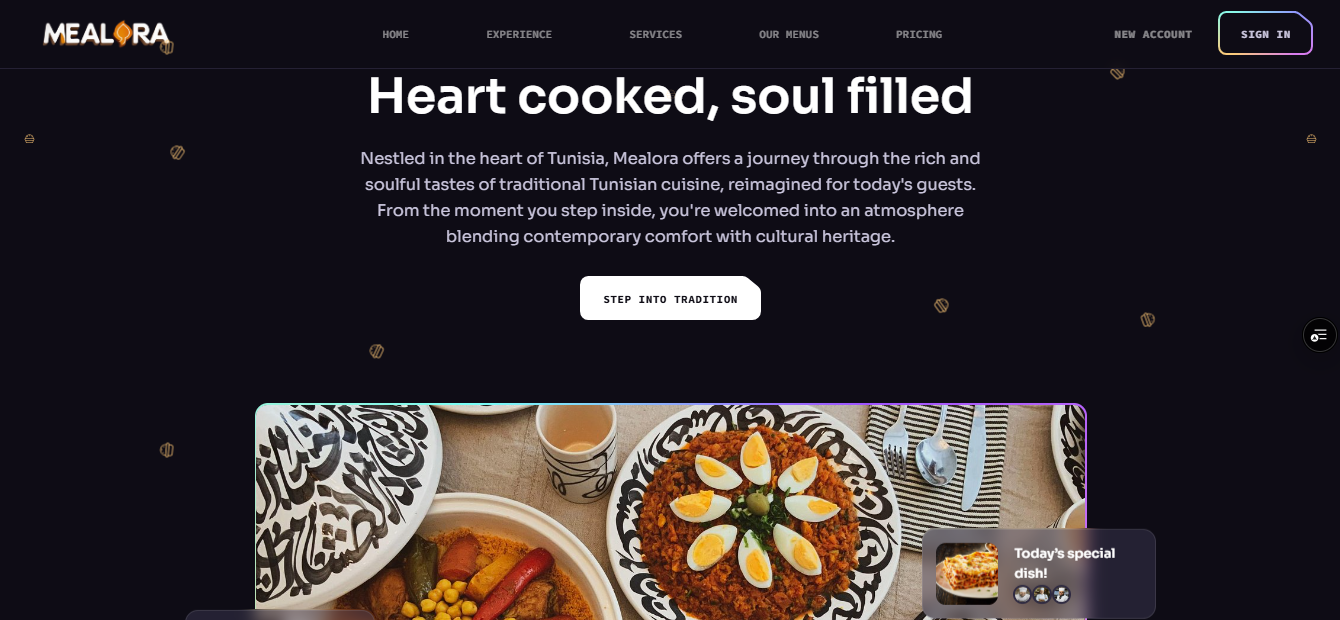 MEALORA
HOME
EXPERIENCE
SERVICES
OUR MENUS
PRICING
NEW ACCOUNT
SIGN IN
Heart cooked, soul filled
Nestled in the heart of Tunisia, Mealora offers a journey through the rich and
soulful tastes of traditional Tunisian cuisine, reimagined for today's guests.
From the moment you step inside, you're welcomed into an atmosphere
blending contemporary comfort with cultural heritage.
STEP INTO TRADITION
Today's special
dish!